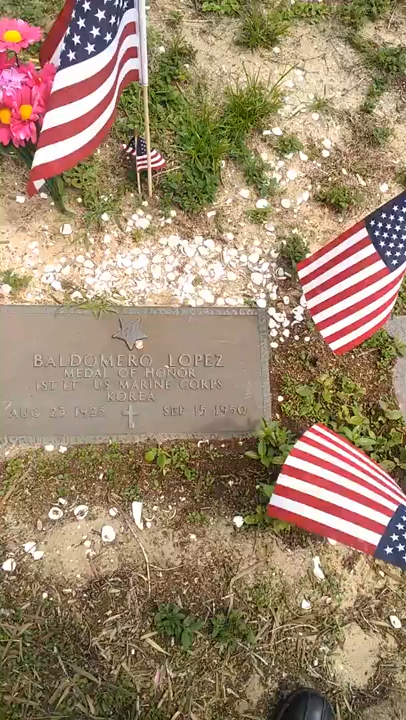 BALDOMERO LOPEZ
MEDAL OF HONOR
1ST LT US MARINE CORPS
KOREA
AUG 23 1925 SEP 15 1950